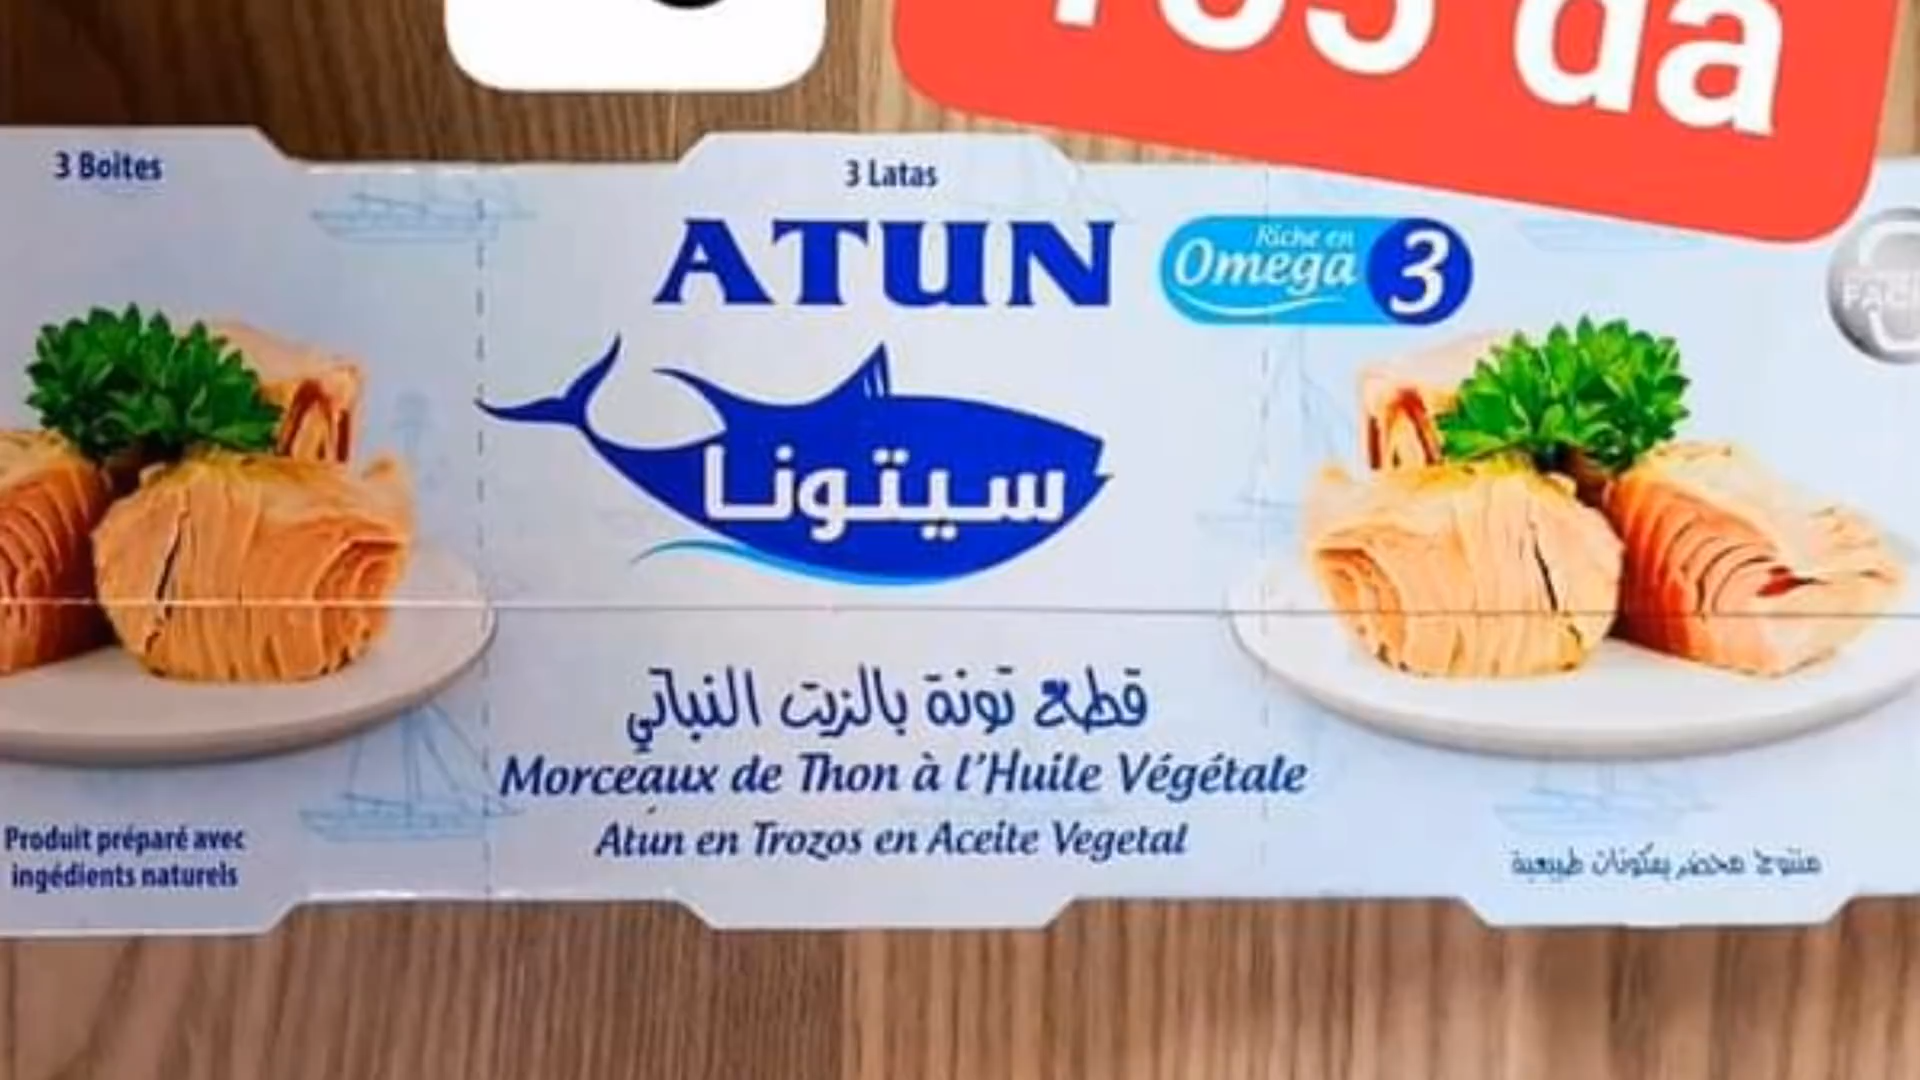 da
3 Boites
3 Latas
ATUN
Riche en
Omega 3
سيتونا
قطع تونة بالزيت النباتي
Morceaux de Thon à l'Huile Végétale
Atun en Trozos en Aceite Vegetal
Produit préparé avec
ingédients naturels
منتوج محضر بمكونات طبيعية